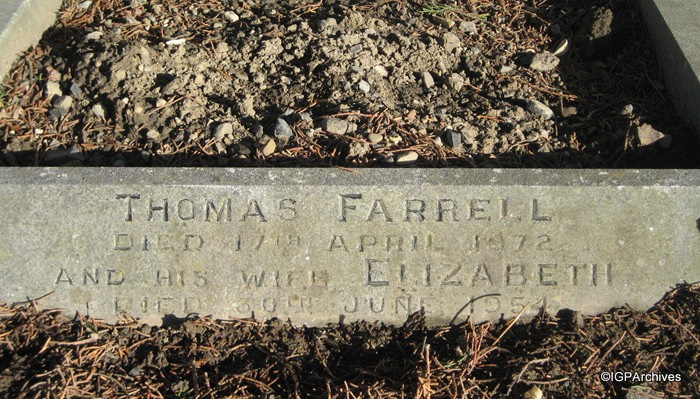 THOMAS FARRELL
DIED 17TH APRIL 1972
AND HIS WIFE ELIZABETH
DIED 30TH JUNE 1954
©IGPArchives